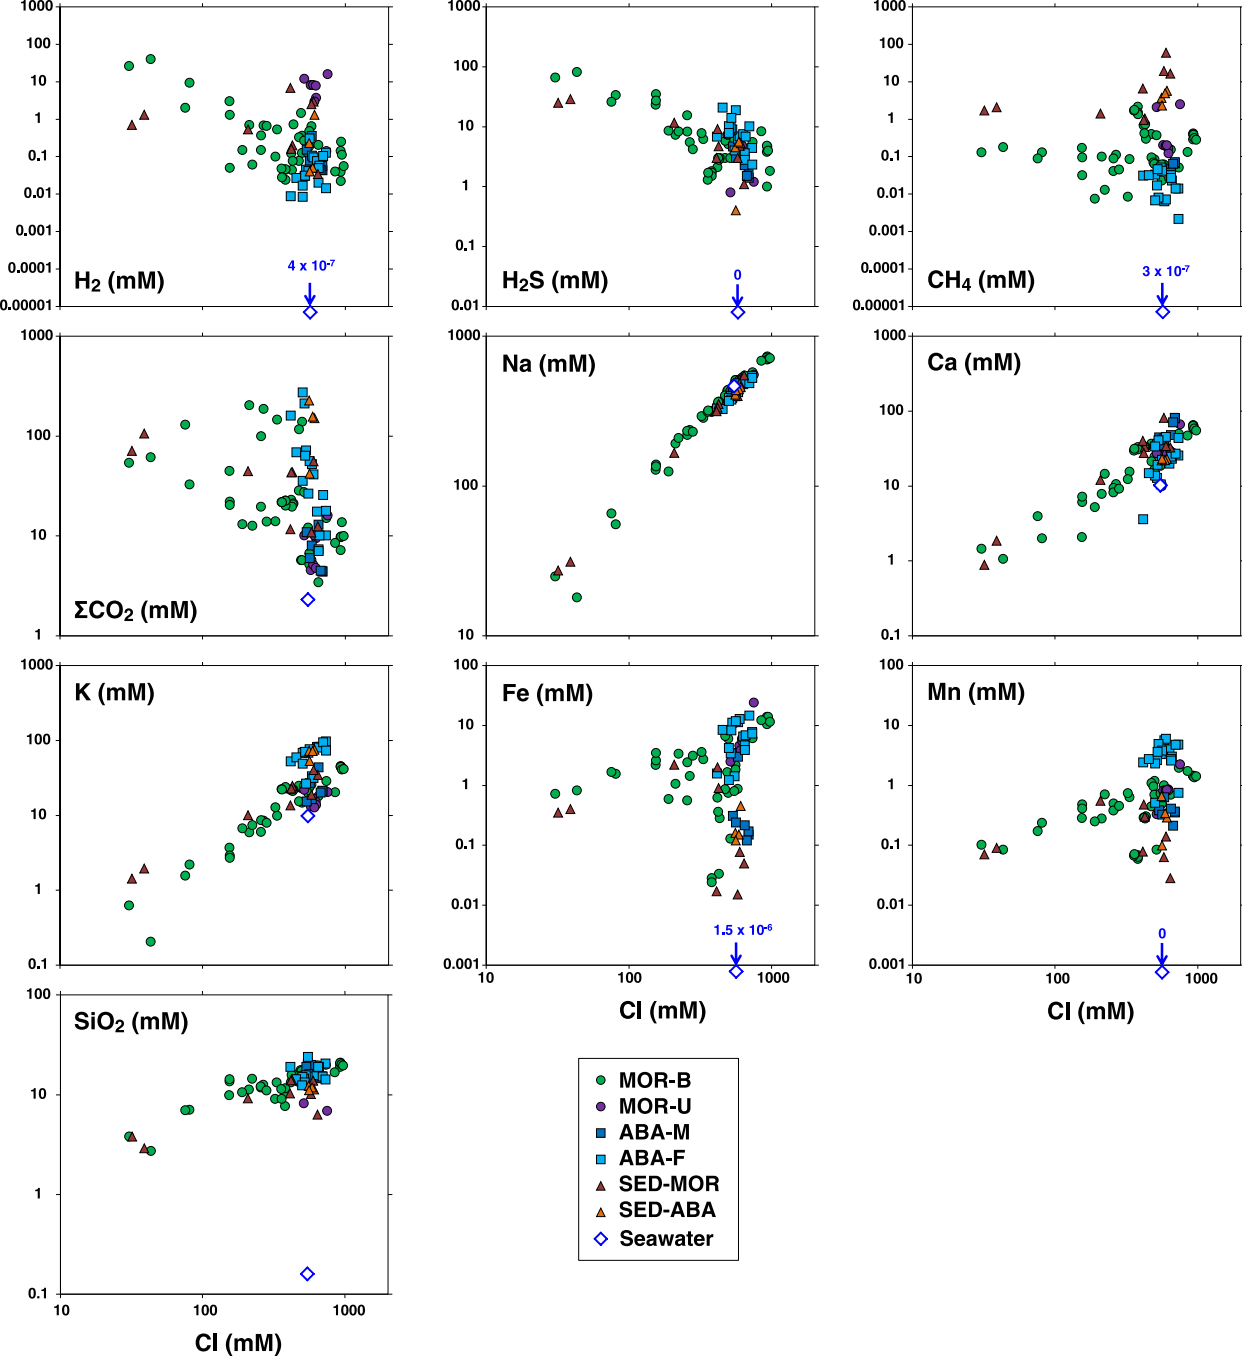 1000
100
10
1
0.1
0.01
0.001
0.0001
0.00001
H₂ (mM)
4 x 10⁻⁷
1000
100
10
1
0.1
0.01
H₂S (mM)
0
1000
100
10
1
0.1
0.01
0.001
0.0001
0.00001
CH₄ (mM)
3 x 10⁻⁷
1000
100
10
1
ΣCO₂ (mM)
1000
100
10
Na (mM)
1000
100
10
1
0.1
Ca (mM)
1000
100
10
1
0.1
K (mM)
100
10
1
0.1
0.01
0.001
Fe (mM)
1.5 x 10⁻⁶
10
100
1000
Cl (mM)
100
10
1
0.1
0.01
0.001
Mn (mM)
0
10
100
1000
Cl (mM)
100
10
1
0.1
SiO₂ (mM)
10
100
1000
Cl (mM)
MOR-B
MOR-U
ABA-M
ABA-F
SED-MOR
SED-ABA
Seawater